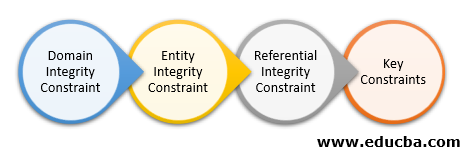 Domain
Integrity
Constraint
Entity
Integrity
Constraint
Referential
Integrity
Constraint
Key
Constraints
www.educba.com